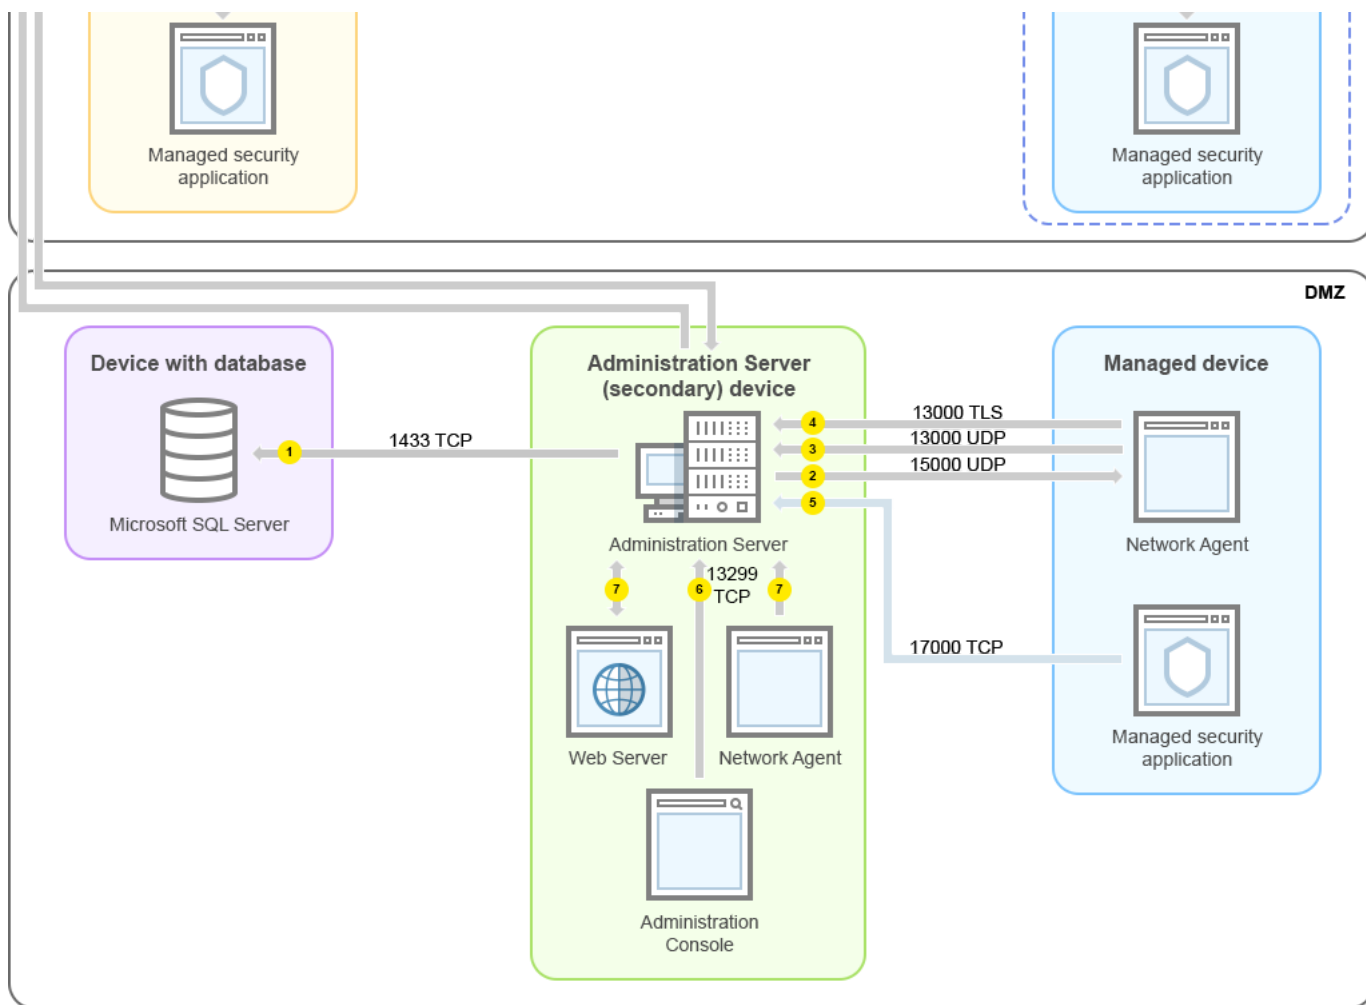 Managed security
application
Managed security
application
DMZ
Device with database
Microsoft SQL Server
1433 TCP
1
Administration Server
(secondary) device
Administration Server
7
6
13299
TCP
7
Web Server
Network Agent
Administration
Console
4
13000 TLS
3
13000 UDP
2
15000 UDP
5
17000 TCP
Managed device
Network Agent
Managed security
application